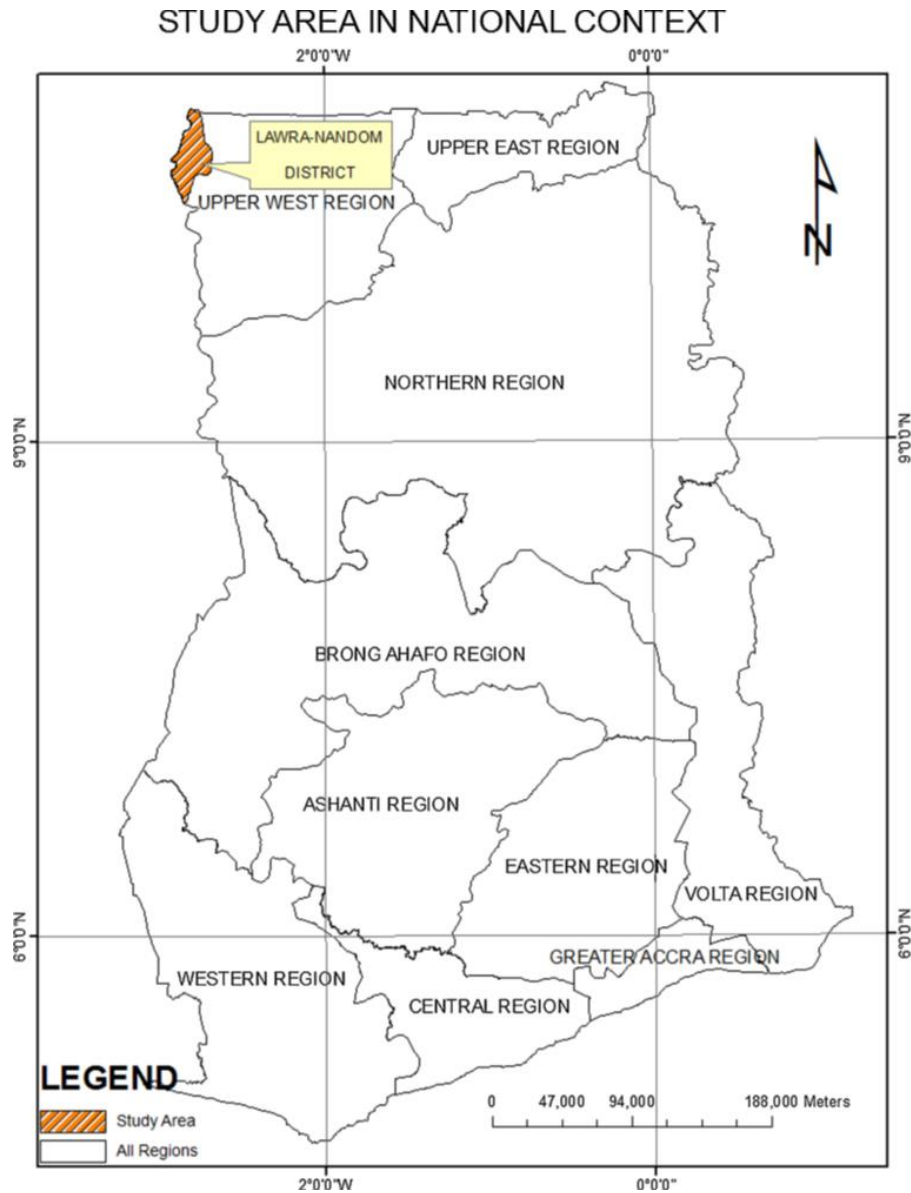 STUDY AREA IN NATIONAL CONTEXT
2°0'0"W 0°0'0"
LAWRA-NANDOM
DISTRICT
UPPER EAST REGION
UPPER WEST REGION
N
NORTHERN REGION
9°0'0"N 9°0'0"N
BRONG AHAFO REGION
ASHANTI REGION
EASTERN REGION
VOLTA REGION
6°0'0"N 6°0'0"N
GREATER ACCRA REGION
WESTERN REGION
CENTRAL REGION
LEGEND
Study Area
All Regions
0 47,000 94,000 188,000 Meters
2°0'0"W 0°0'0"